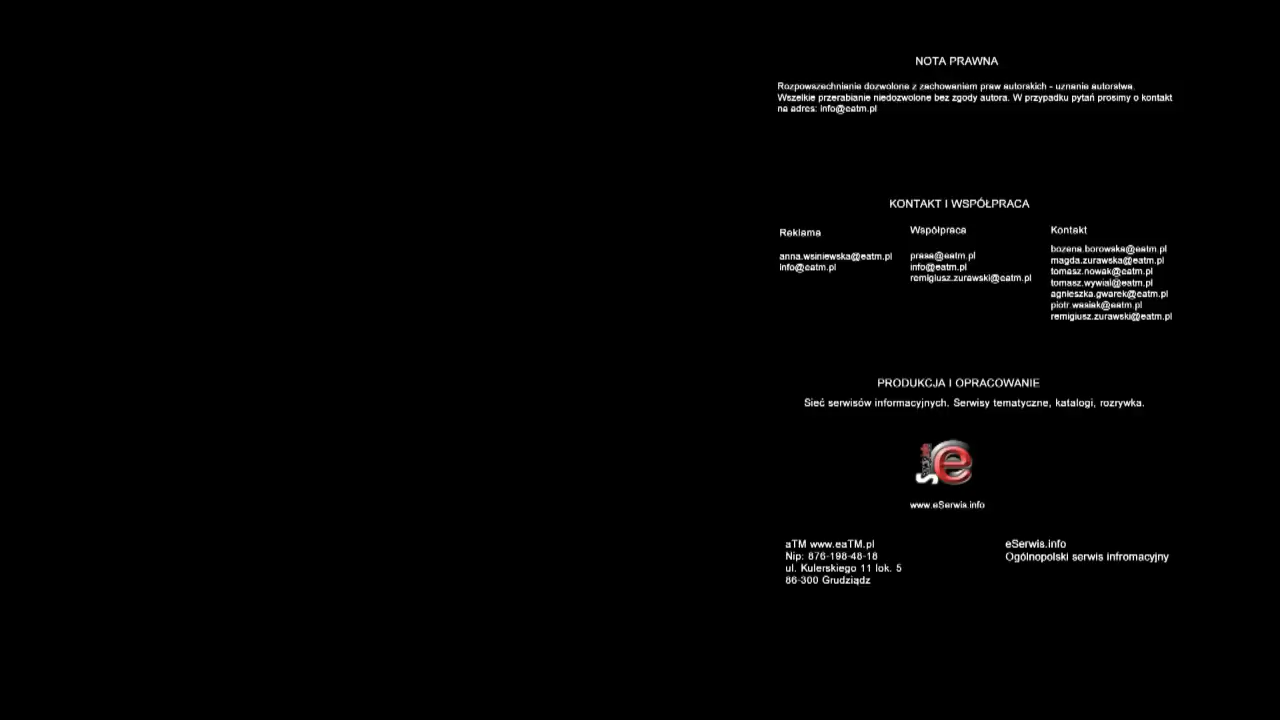 NOTA PRAWNA
Rozpowszechnianie dozwolone z zachowaniem praw autorskich - uznanie autorstwa.
Wszelkie przerabianie niedozwolone bez zgody autora. W przypadku pytań prosimy o kontakt
na adres: info@eatm.pl
KONTAKT I WSPÓŁPRACA
Reklama
anna.wsiniewska@eatm.pl
info@eatm.pl
Współpraca
prasa@eatm.pl
info@eatm.pl
remigiusz.zurawski@eatm.pl
Kontakt
bozena.borowska@eatm.pl
magda.zurawska@eatm.pl
tomasz.nowak@eatm.pl
tomasz.wywial@eatm.pl
agnieszka.gwarek@eatm.pl
piotr.wasiak@eatm.pl
remigiusz.zurawski@eatm.pl
PRODUKCJA I OPRACOWANIE
Sieć serwisów informacyjnych. Serwisy tematyczne, katalogi, rozrywka.
e
www.eSerwis.info
aTM www.eaTM.pl
Nip: 876-198-48-18
ul. Kulerskiego 11 lok. 5
86-300 Grudziądz
eSerwis.info
Ogólnopolski serwis infromacyjny